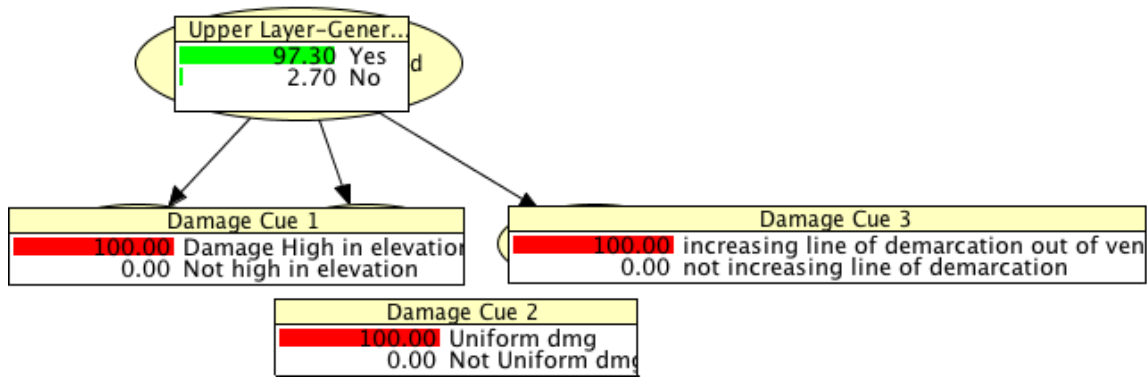 Upper Layer-Gener...
97.30 Yes
d
2.70 No
Damage Cue 1
100.00 Damage High in elevation
0.00 Not high in elevation
Damage Cue 3
100.00 increasing line of demarcation out of ven
0.00 not increasing line of demarcation
Damage Cue 2
100.00 Uniform dmg
0.00 Not Uniform dmg